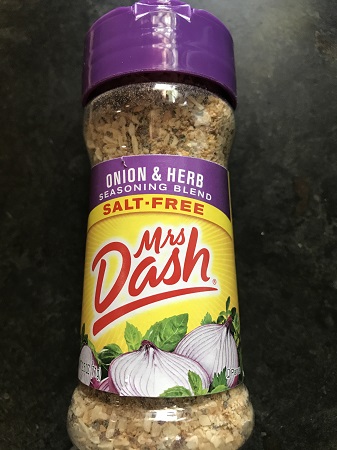 ONION & HERB
SEASONING BLEND
SALT-FREE
Mrs
Dash®